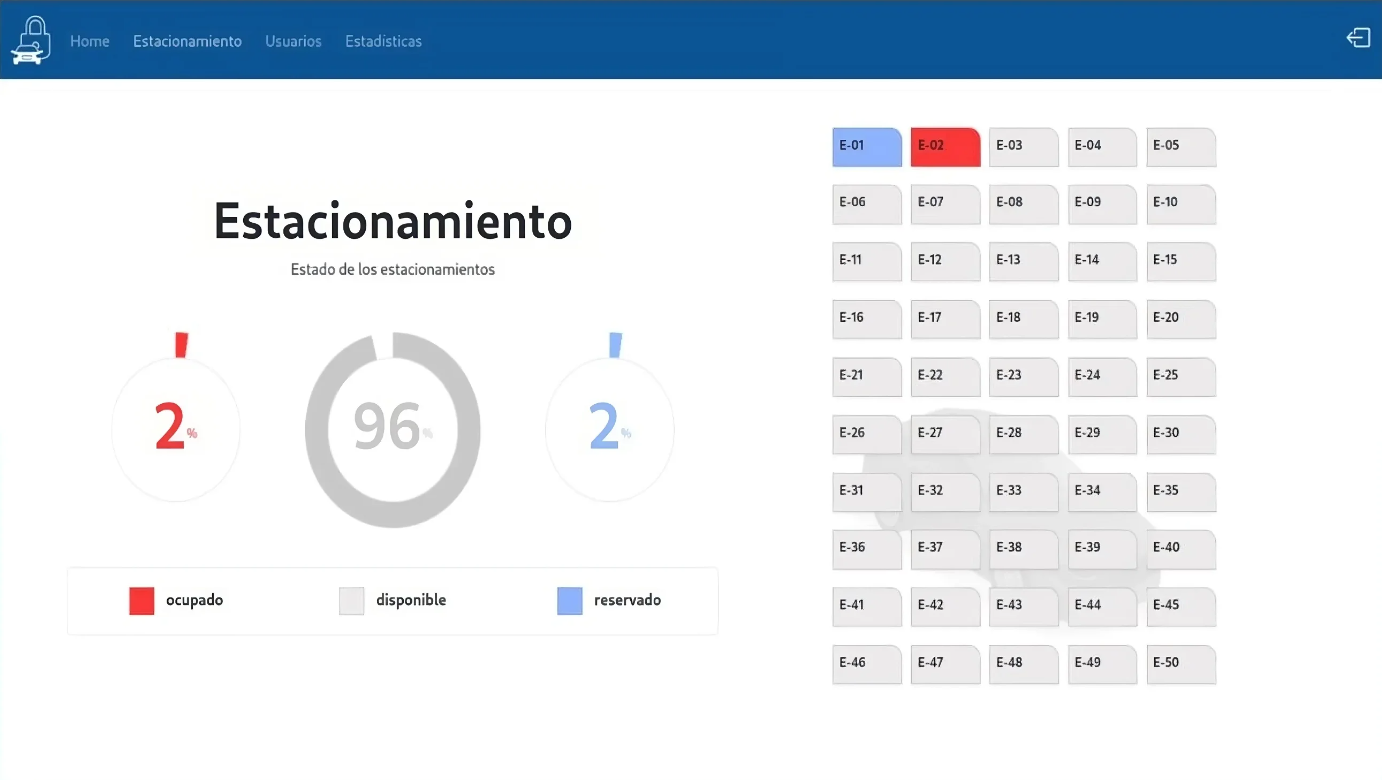 Home Estacionamiento Usuarios Estadísticas
Estacionamiento
Estado de los estacionamientos
2% 96% 2%
ocupado disponible reservado
E-01 E-02 E-03 E-04 E-05
E-06 E-07 E-08 E-09 E-10
E-11 E-12 E-13 E-14 E-15
E-16 E-17 E-18 E-19 E-20
E-21 E-22 E-23 E-24 E-25
E-26 E-27 E-28 E-29 E-30
E-31 E-32 E-33 E-34 E-35
E-36 E-37 E-38 E-39 E-40
E-41 E-42 E-43 E-44 E-45
E-46 E-47 E-48 E-49 E-50